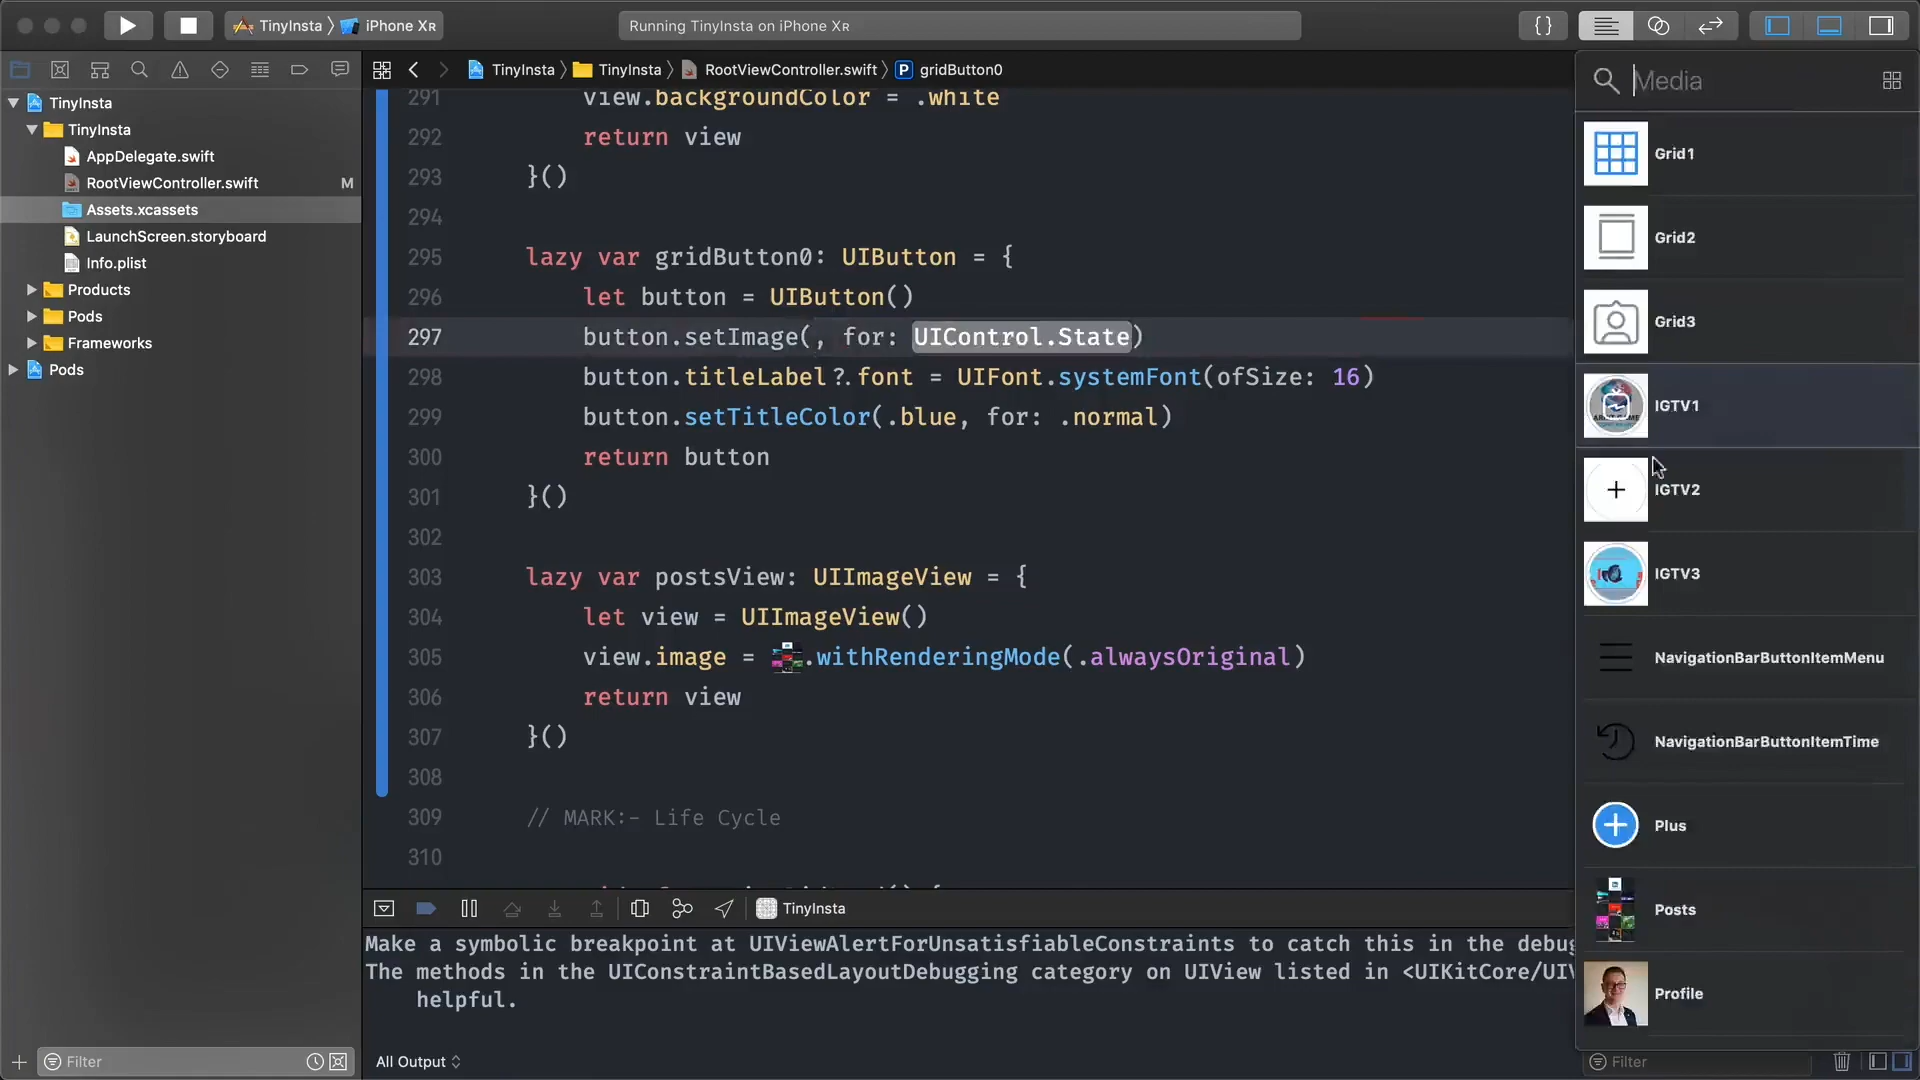 TinyInsta
iPhone XR
Running TinyInsta on iPhone XR
{}
TinyInsta
TinyInsta
RootViewController.swift
P
gridButton0
TinyInsta
TinyInsta
AppDelegate.swift
RootViewController.swift
M
Assets.xcassets
LaunchScreen.storyboard
Info.plist
Products
Pods
Frameworks
Pods
291 view.backgroundColor = .white
292 return view
293 }()
294
295 lazy var gridButton0: UIButton = {
296 let button = UIButton()
297 button.setImage(, for: UIControl.State)
298 button.titleLabel?.font = UIFont.systemFont(ofSize: 16)
299 button.setTitleColor(.blue, for: .normal)
300 return button
301 }()
302
303 lazy var postsView: UIImageView = {
304 let view = UIImageView()
305 view.image = .withRenderingMode(.alwaysOriginal)
306 return view
307 }()
308
309 // MARK:- Life Cycle
310
TinyInsta
Make a symbolic breakpoint at UIViewAlertForUnsatisfiableConstraints to catch this in the debug
The methods in the UIConstraintBasedLayoutDebugging category on UIView listed in <UIKitCore/UIV
helpful.
Filter
All Output
Media
Grid1
Grid2
Grid3
IGTV1
IGTV2
IGTV3
NavigationBarButtonItemMenu
NavigationBarButtonItemTime
Plus
Posts
Profile
Filter